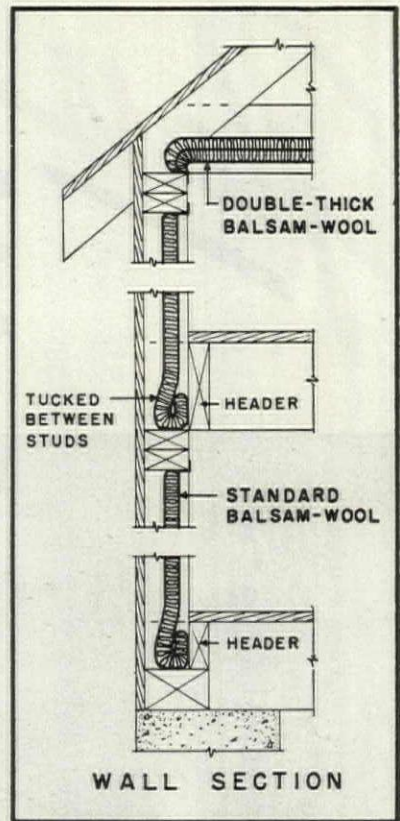 DOUBLE-THICK
BALSAM-WOOL
TUCKED
BETWEEN
STUDS
HEADER
STANDARD
BALSAM-WOOL
HEADER
WALL SECTION